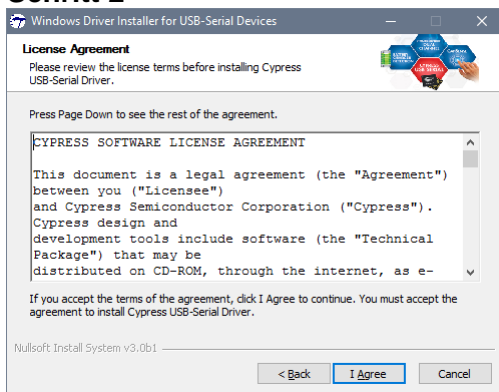 Windows Driver Installer for USB-Serial Devices
License Agreement
Please review the license terms before installing Cypress
USB-Serial Driver.
Press Page Down to see the rest of the agreement.
CYPRESS SOFTWARE LICENSE AGREEMENT
This document is a legal agreement (the "Agreement")
between you ("Licensee")
and Cypress Semiconductor Corporation ("Cypress").
Cypress design and
development tools include software (the "Technical
Package") that may be
distributed on CD-ROM, through the internet, as e-
If you accept the terms of the agreement, click I Agree to continue. You must accept the
agreement to install Cypress USB-Serial Driver.
Nullsoft Install System v3.0b1
< Back
I Agree
Cancel